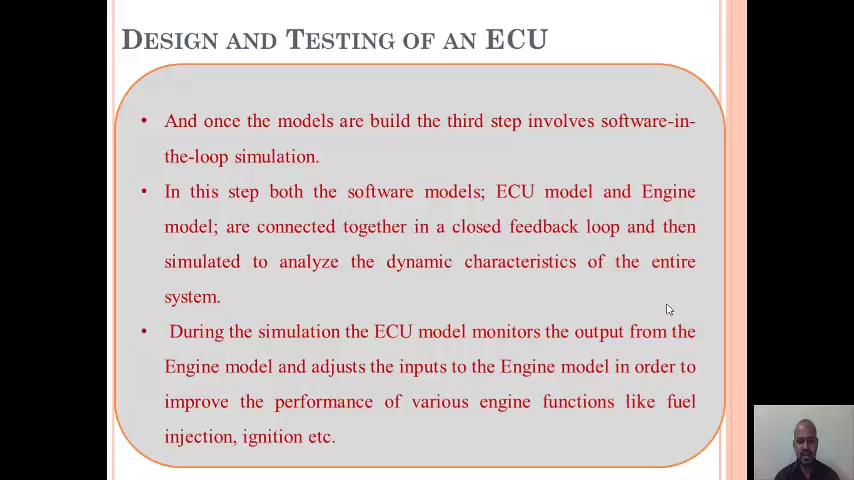 DESIGN AND TESTING OF AN ECU
• And once the models are build the third step involves software-in-
the-loop simulation.
• In this step both the software models; ECU model and Engine
model; are connected together in a closed feedback loop and then
simulated to analyze the dynamic characteristics of the entire
system.
• During the simulation the ECU model monitors the output from the
Engine model and adjusts the inputs to the Engine model in order to
improve the performance of various engine functions like fuel
injection, ignition etc.